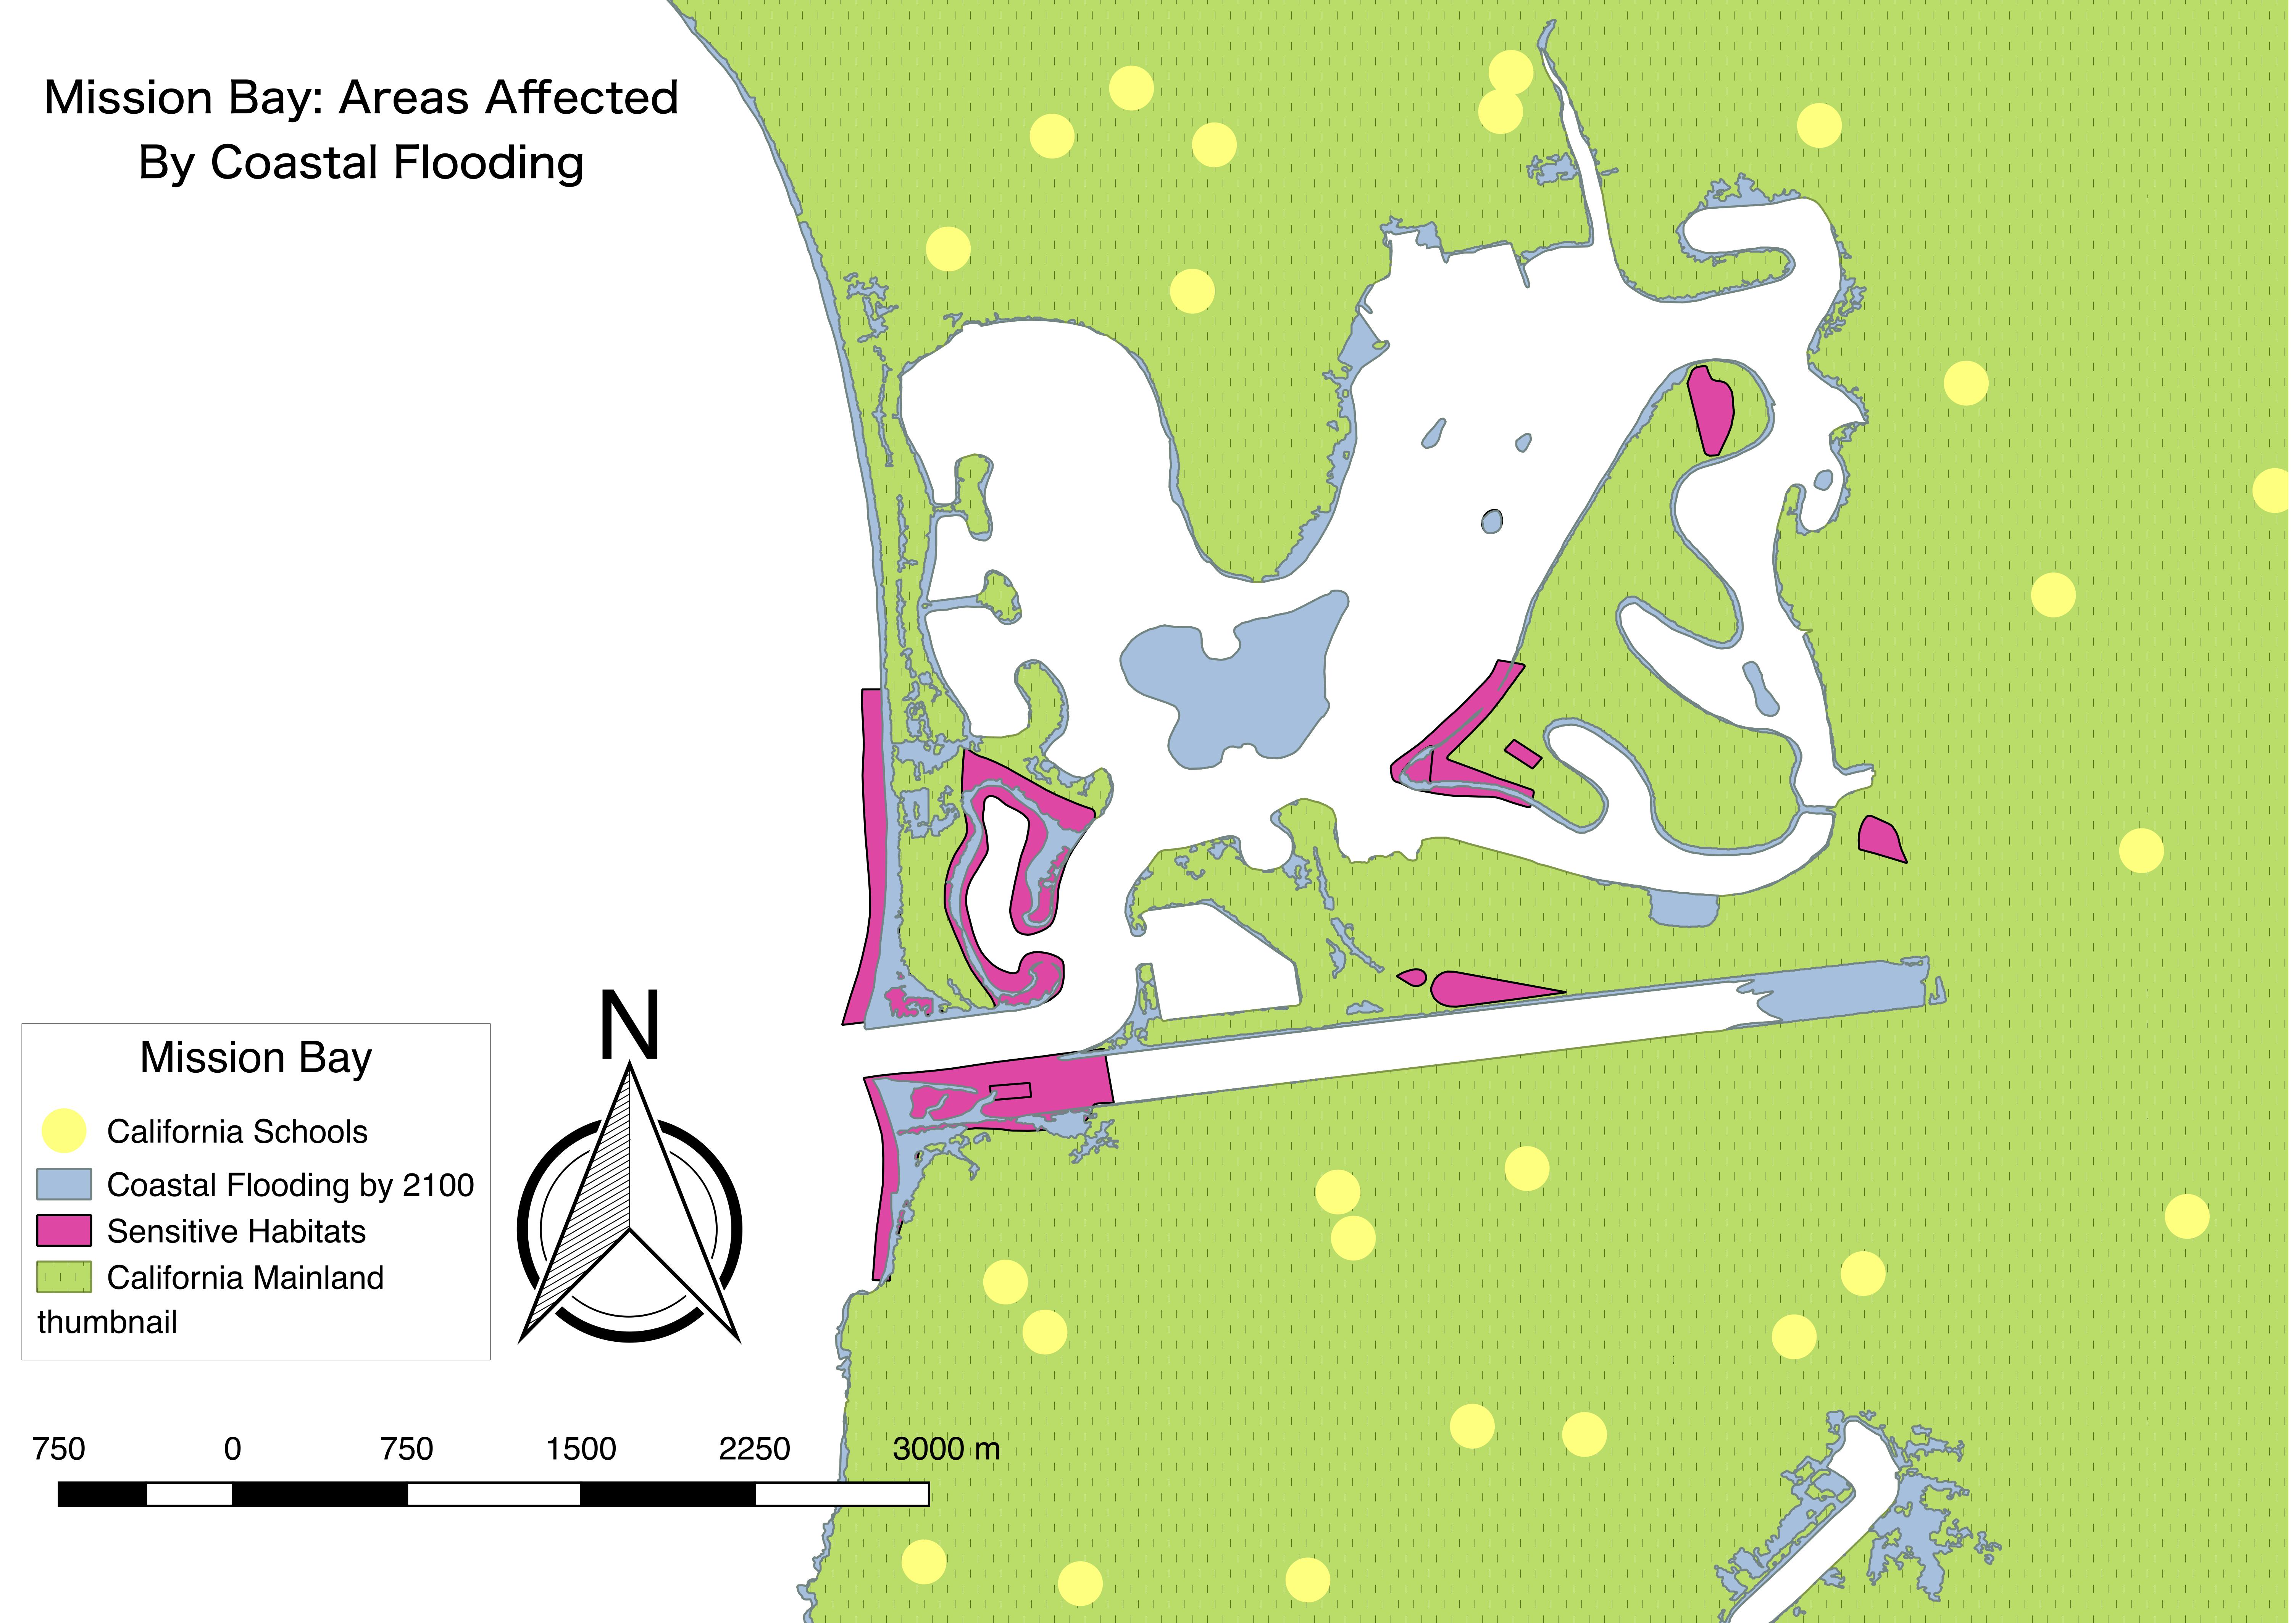 Mission Bay: Areas Affected
By Coastal Flooding
N
Mission Bay
California Schools
Coastal Flooding by 2100
Sensitive Habitats
California Mainland
thumbnail
750 0 750 1500 2250 3000 m